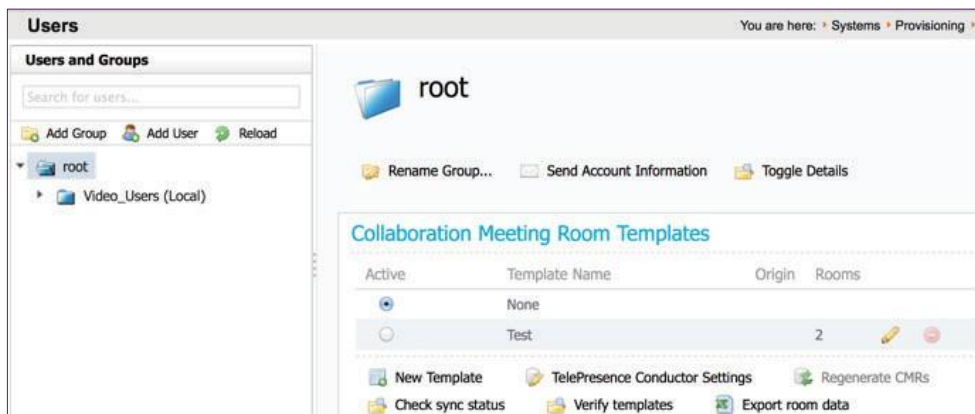 Users
You are here: Systems Provisioning
Users and Groups
Search for users...
Add Group Add User Reload
root
Video_Users (Local)
root
Rename Group... Send Account Information Toggle Details
Collaboration Meeting Room Templates
Active Template Name Origin Rooms
None
Test 2
New Template TelePresence Conductor Settings Regenerate CMRs
Check sync status Verify templates Export room data